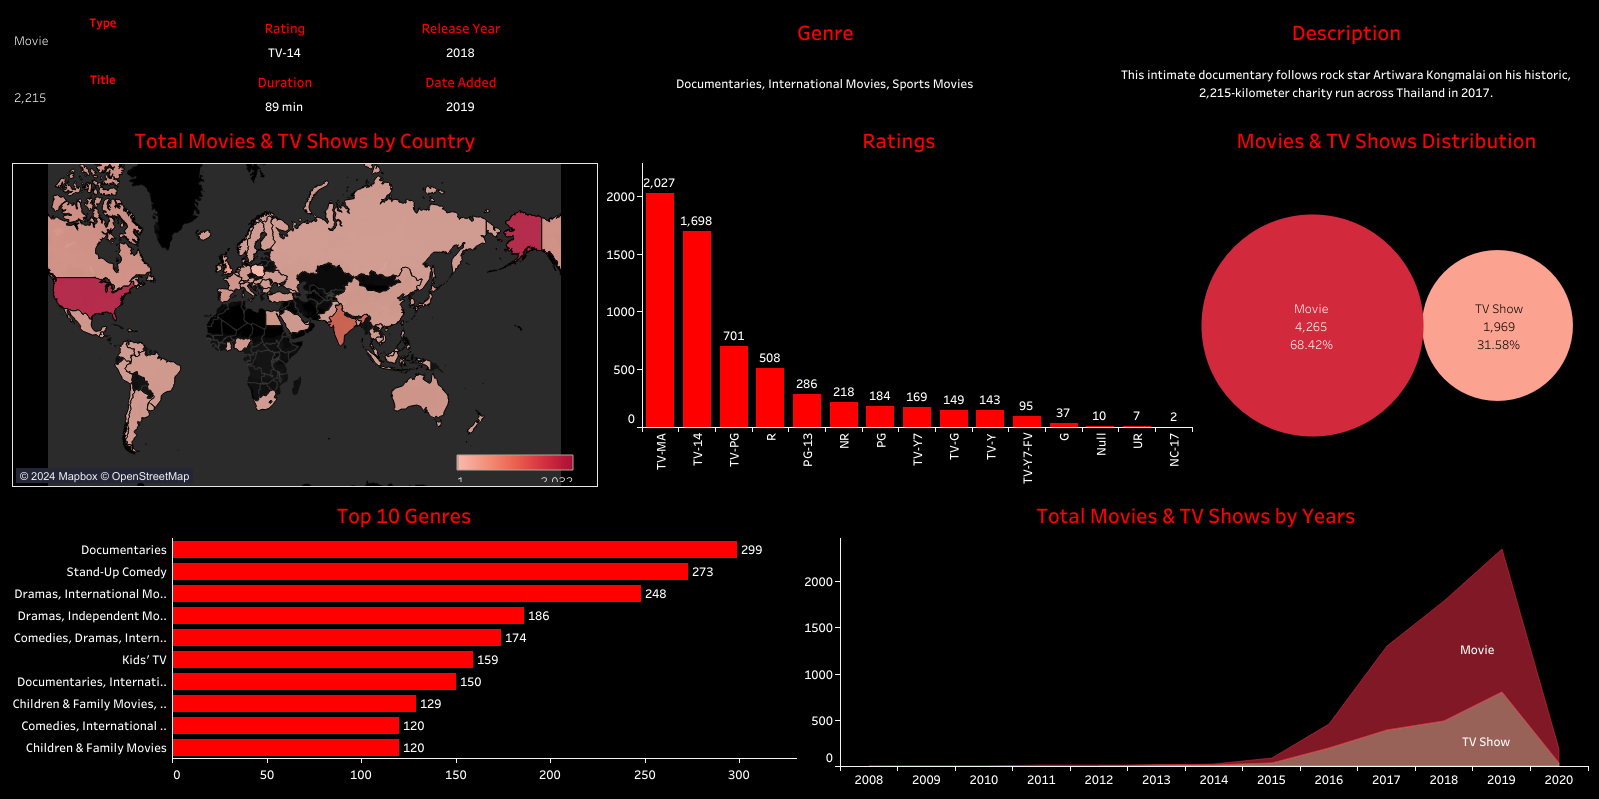 Type
Movie
Title
2,215
Rating
TV-14
Duration
89 min
Release Year
2018
Date Added
2019
Genre
Documentaries, International Movies, Sports Movies
Description
This intimate documentary follows rock star Artiwara Kongmalai on his historic,
2,215-kilometer charity run across Thailand in 2017.
Total Movies & TV Shows by Country
© 2024 Mapbox © OpenStreetMap
1
2,032
Ratings
2000
1500
1000
500
0
2,027
1,698
701
508
286
218
184
169
149
143
95
37
10
7
2
TV-MA
TV-14
TV-PG
R
PG-13
NR
PG
TV-Y7
TV-G
TV-Y
TV-Y7-FV
G
Null
UR
NC-17
Movies & TV Shows Distribution
Movie
4,265
68.42%
TV Show
1,969
31.58%
Top 10 Genres
Documentaries 299
Stand-Up Comedy 273
Dramas, International Mo.. 248
Dramas, Independent Mo.. 186
Comedies, Dramas, Intern.. 174
Kids' TV 159
Documentaries, Internati.. 150
Children & Family Movies, .. 129
Comedies, International .. 120
Children & Family Movies 120
0 50 100 150 200 250 300
Total Movies & TV Shows by Years
2000
1500
1000
500
0
Movie
TV Show
2008 2009 2010 2011 2012 2013 2014 2015 2016 2017 2018 2019 2020